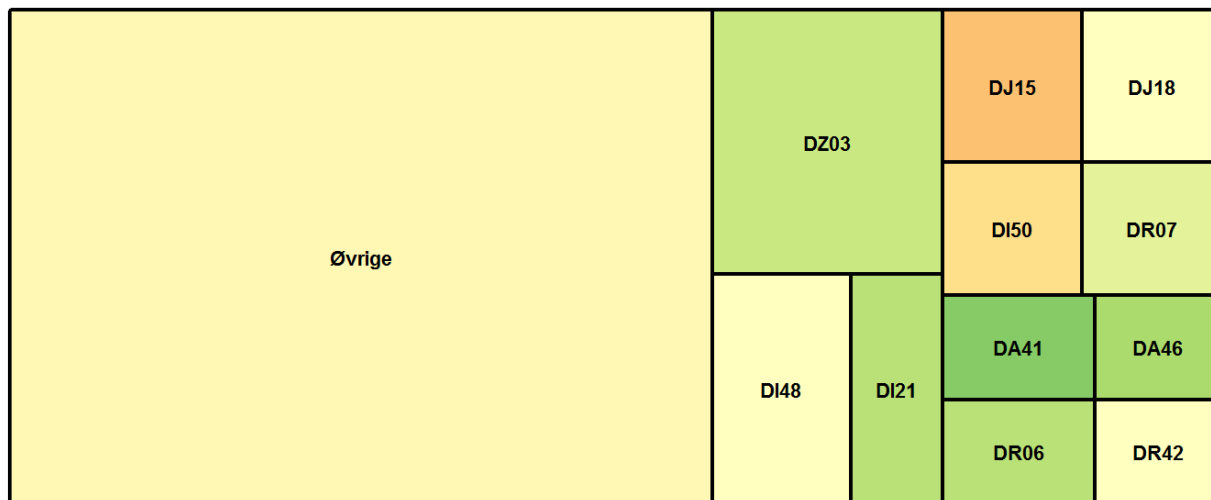 Øvrige
DZ03
DI48
DI21
DJ15
DJ18
DI50
DR07
DA41
DA46
DR06
DR42